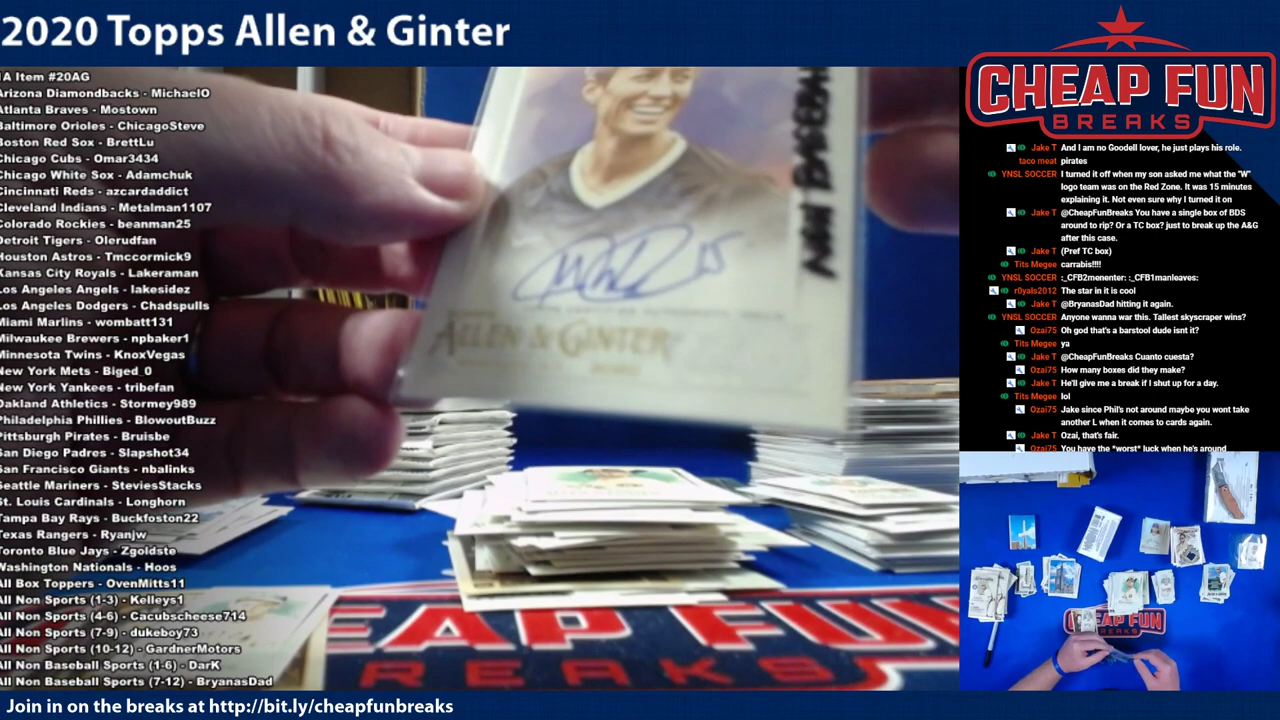 2020 Topps Allen & Ginter
1A Item #20AG
Arizona Diamondbacks - MichaelO
Atlanta Braves - Mostown
Baltimore Orioles - ChicagoSteve
Boston Red Sox - BrettLu
Chicago Cubs - Omar3434
Chicago White Sox - Adamchuk
Cincinnati Reds - azcardaddict
Cleveland Indians - Metalman1107
Colorado Rockies - beanman25
Detroit Tigers - Olerudfan
Houston Astros - Tmccormick9
Kansas City Royals - Lakeraman
Los Angeles Angels - lakesidez
Los Angeles Dodgers - Chadspulls
Miami Marlins - wombatt131
Milwaukee Brewers - npbaker1
Minnesota Twins - KnoxVegas
New York Mets - Biged_0
New York Yankees - tribefan
Oakland Athletics - Stormey989
Philadelphia Phillies - BlowoutBuzz
Pittsburgh Pirates - Bruisbe
San Diego Padres - Slapshot34
San Francisco Giants - nbalinks
Seattle Mariners - SteviesStacks
St. Louis Cardinals - Longhorn
Tampa Bay Rays - Buckfoston22
Texas Rangers - Ryanjw
Toronto Blue Jays - Zgoldste
Washington Nationals - Hoos
All Box Toppers - OvenMitts11
All Non Sports (1-3) - Kelleys1
All Non Sports (4-6) - Cacubscheese714
All Non Sports (7-9) - dukeboy73
All Non Sports (10-12) - GardnerMotors
All Non Baseball Sports (1-6) - DarK
All Non Baseball Sports (7-12) - BryanasDad
ALLEN & GINTER
EAP FUN
REAKS
CHEAP FUN
BREAKS
Jake T And I am no Goodell lover, he just plays his role.
taco meat pirates
YNSL SOCCER I turned it off when my son asked me what the "W"
logo team was on the Red Zone. It was 15 minutes
explaining it. Not even sure why I turned it on
Jake T @CheapFunBreaks You have a single box of BDS
around to rip? Or a TC box? just to break up the A&G
after this case.
Jake T (Pref TC box)
Tits Megee carrabis!!!!
YNSL SOCCER :_CFB2menenter: :_CFB1manleaves:
r0yals2012 The star in it is cool
Jake T @BryanasDad hitting it again.
YNSL SOCCER Anyone wanna war this. Tallest skyscraper wins?
Ozai75 Oh god that's a barstool dude isnt it?
Tits Megee ya
Jake T @CheapFunBreaks Cuanto cuesta?
Ozai75 How many boxes did they make?
Jake T He'll give me a break if I shut up for a day.
Tits Megee lol
Ozai75 Jake since Phil's not around maybe you wont take
another L when it comes to cards again.
Jake T Ozai, that's fair.
Ozai75 You have the *worst* luck when he's around
CHEAP FUN
BREAKS
Join in on the breaks at http://bit.ly/cheapfunbreaks